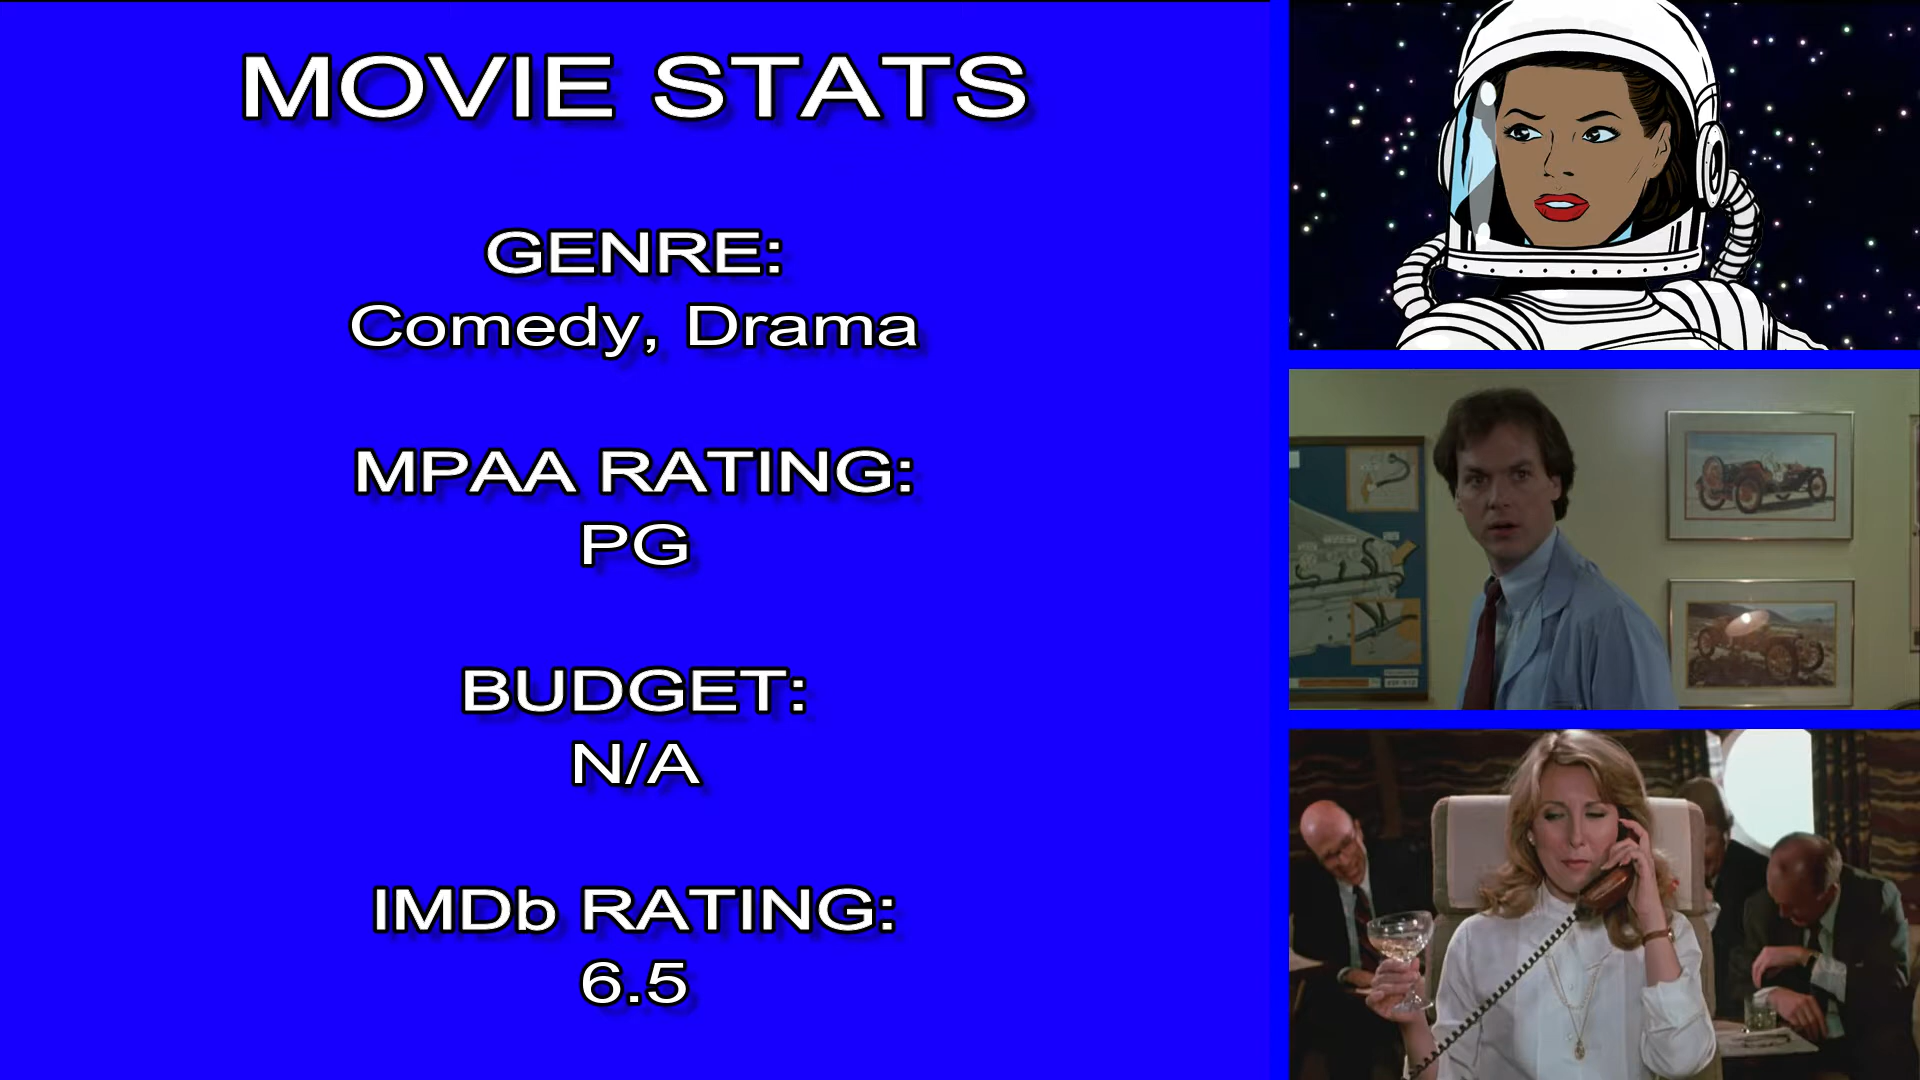 MOVIE STATS
GENRE:
Comedy, Drama
MPAA RATING:
PG
BUDGET:
N/A
IMDb RATING:
6.5